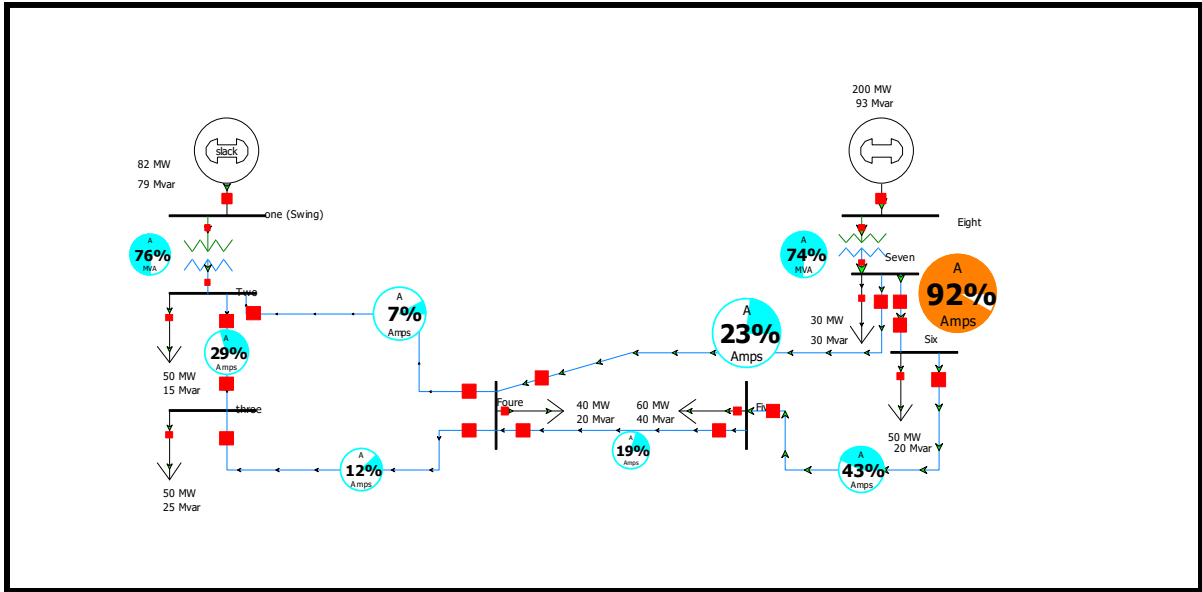 200 MW
93 Mvar
slack
82 MW
79 Mvar
one (Swing)
Eight
A
76%
MVA
A
74%
MVA
Seven
A
92%
Amps
Two
A
7%
Amps
A
23%
Amps
30 MW
30 Mvar
Six
A
29%
Amps
50 MW
15 Mvar
three
Foure
40 MW
20 Mvar
60 MW
40 Mvar
A
19%
Amps
50 MW
20 Mvar
A
12%
Amps
A
43%
Amps
50 MW
25 Mvar